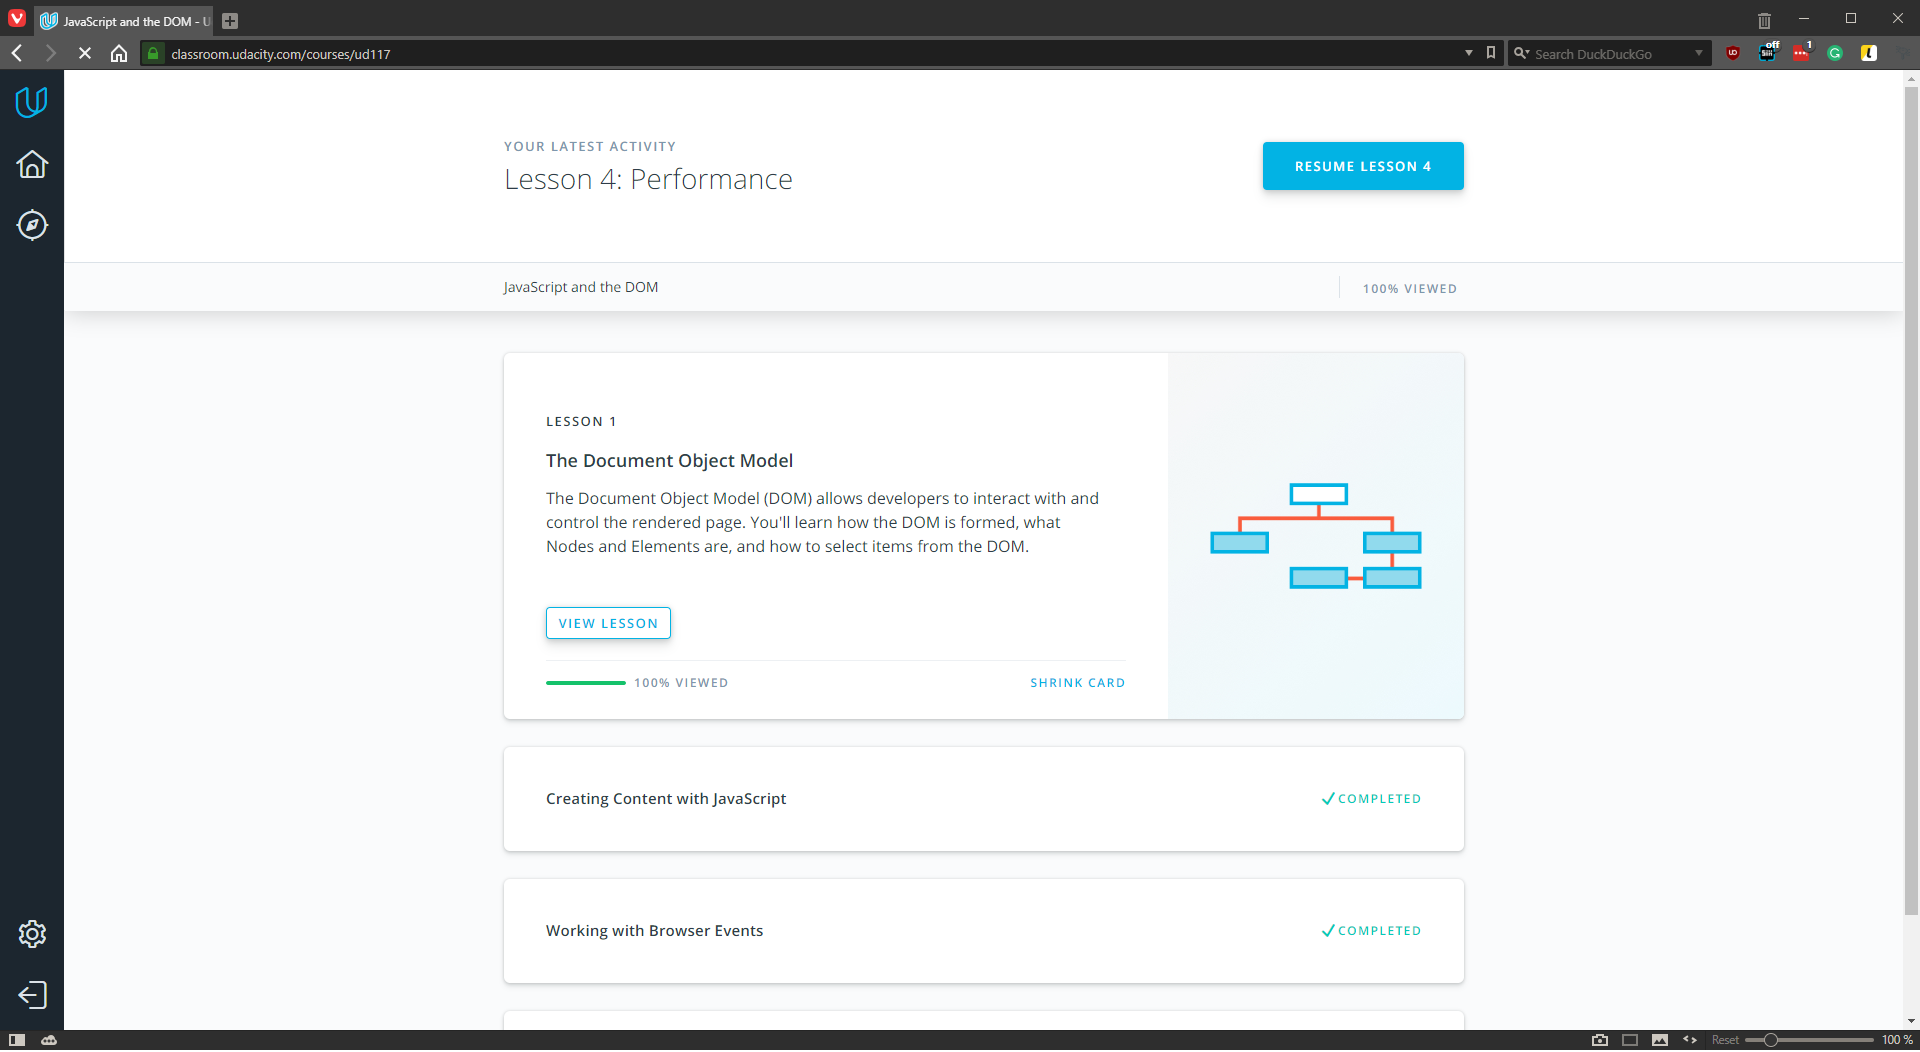 JavaScript and the DOM - U
classroom.udacity.com/courses/ud117
Search DuckDuckGo
off
1
YOUR LATEST ACTIVITY
Lesson 4: Performance
RESUME LESSON 4
JavaScript and the DOM
100% VIEWED
LESSON 1
The Document Object Model
The Document Object Model (DOM) allows developers to interact with and
control the rendered page. You'll learn how the DOM is formed, what
Nodes and Elements are, and how to select items from the DOM.
VIEW LESSON
100% VIEWED
SHRINK CARD
Creating Content with JavaScript
COMPLETED
Working with Browser Events
COMPLETED
Reset
100 %